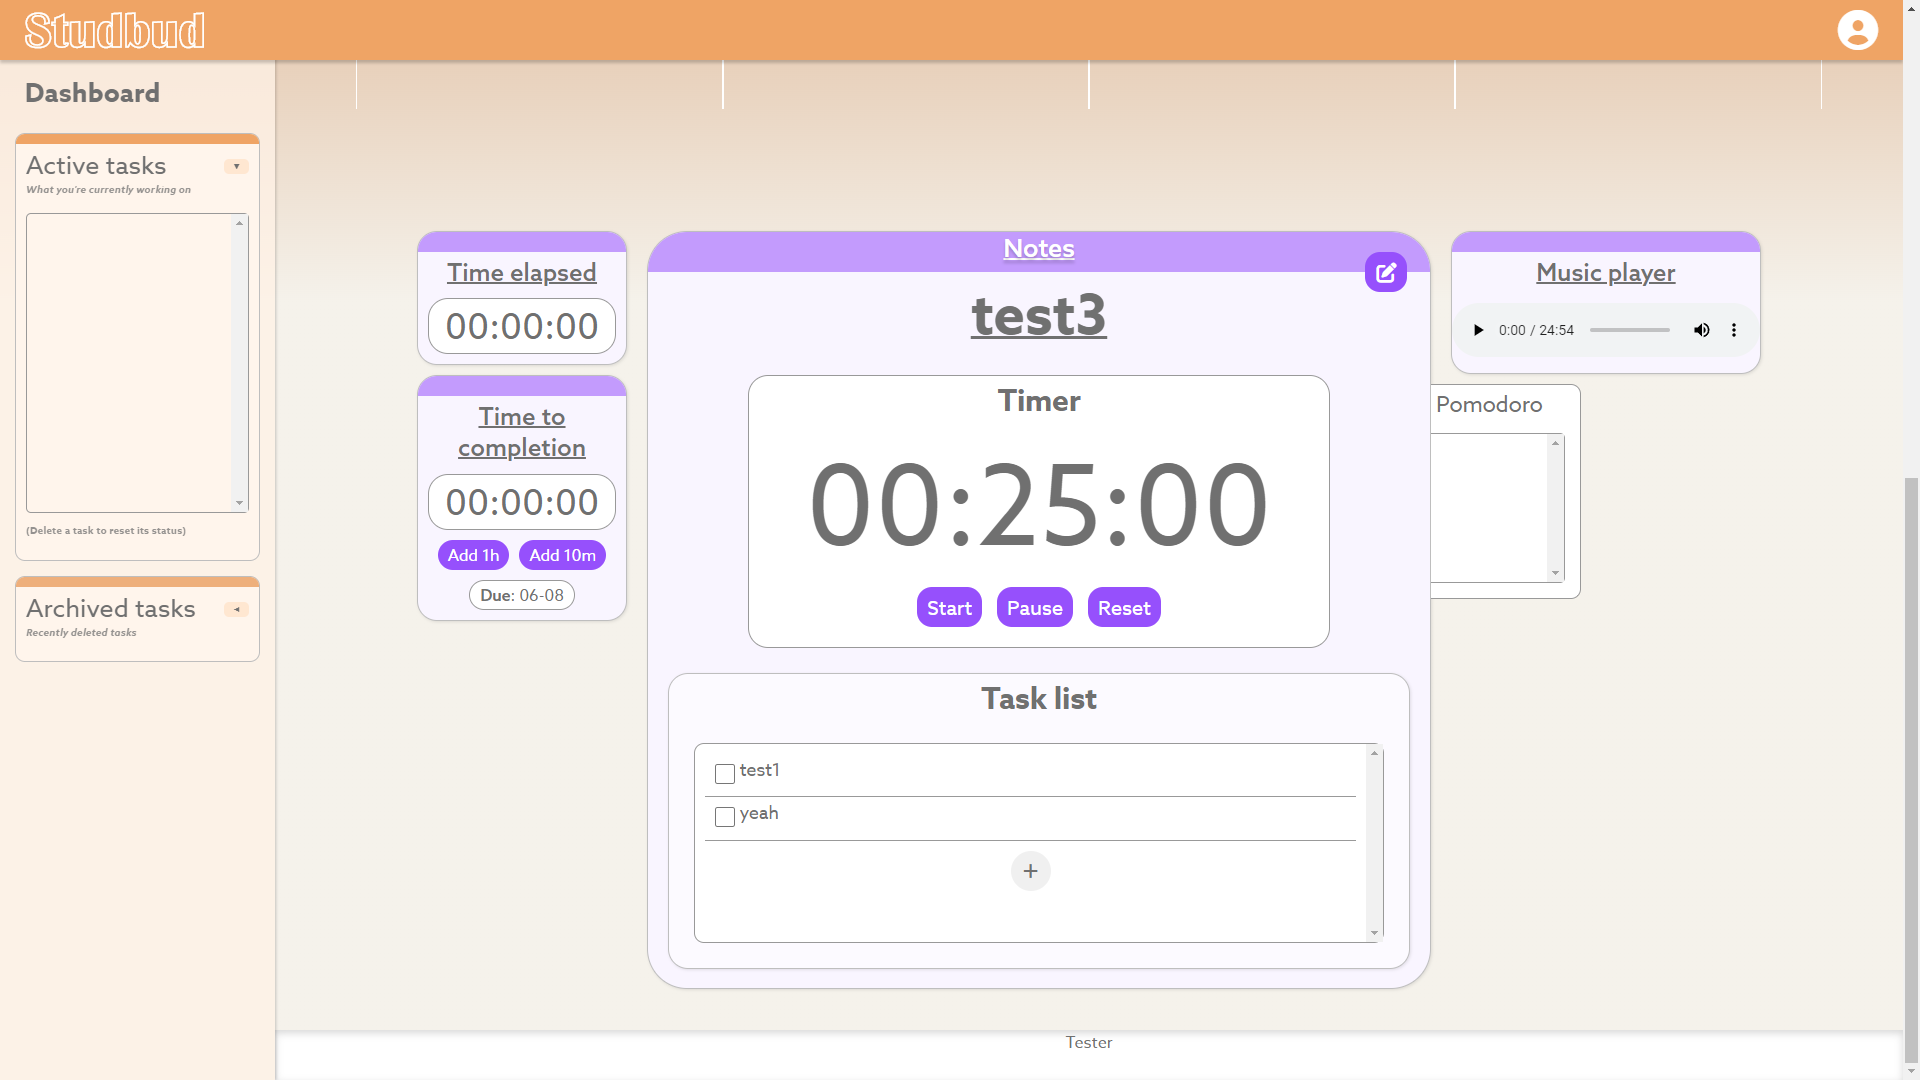 Studbud
Dashboard
Active tasks
What you're currently working on
(Delete a task to reset its status)
Archived tasks
Recently deleted tasks
Time elapsed
00:00:00
Time to
completion
00:00:00
Add 1h Add 10m
Due: 06-08
Notes
test3
Timer
00:25:00
Start Pause Reset
Task list
test1
yeah
+
Music player
0:00 / 24:54
Pomodoro
Tester